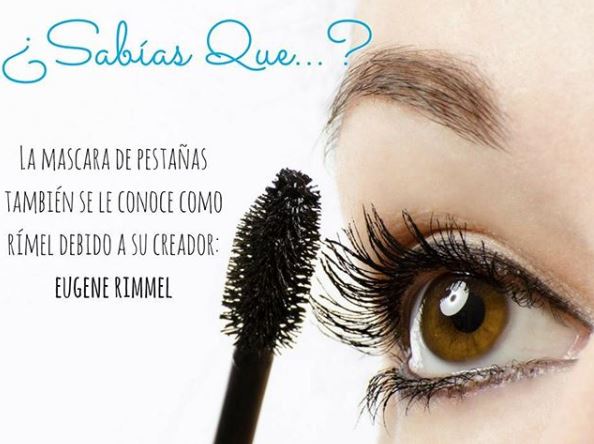 ¿Sabías Que...?
LA MASCARA DE PESTAÑAS
TAMBIÉN SE LE CONOCE COMO
RÍMEL DEBIDO A SU CREADOR:
EUGENE RIMMEL